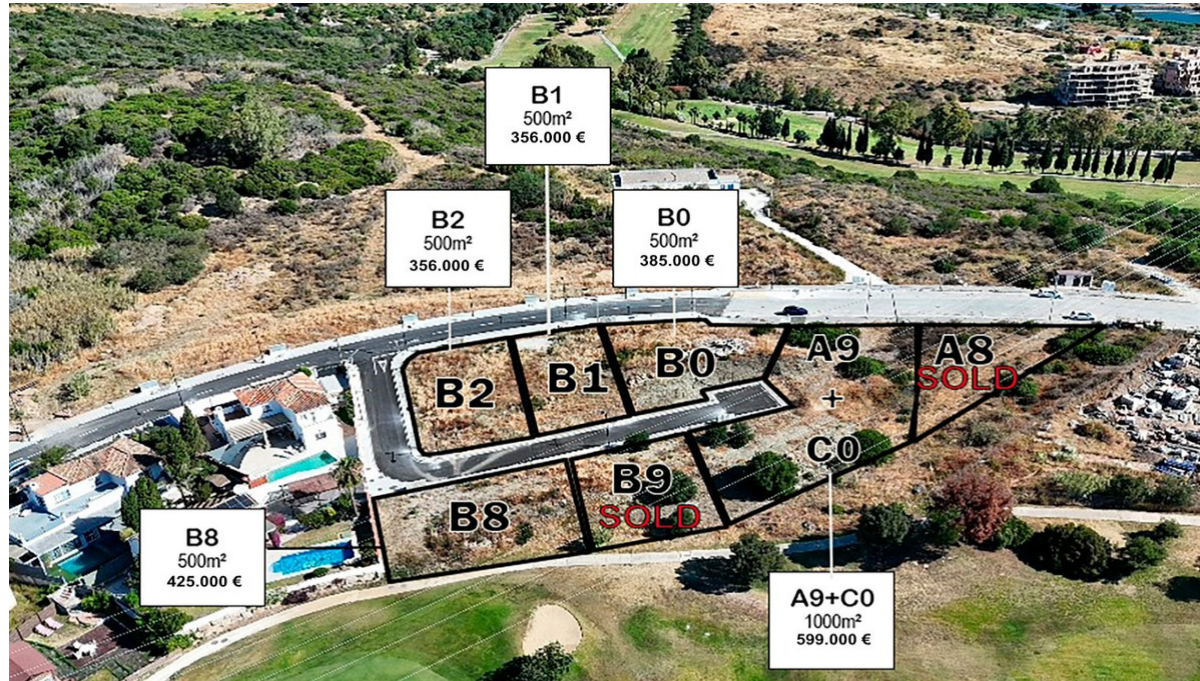 B1
500m²
356.000 €
B2
500m²
356.000 €
B0
500m²
385.000 €
B2
B1
B0
A9
+
C0
A8
SOLD
B8
B9
SOLD
B8
500m²
425.000 €
A9+C0
1000m²
599.000 €